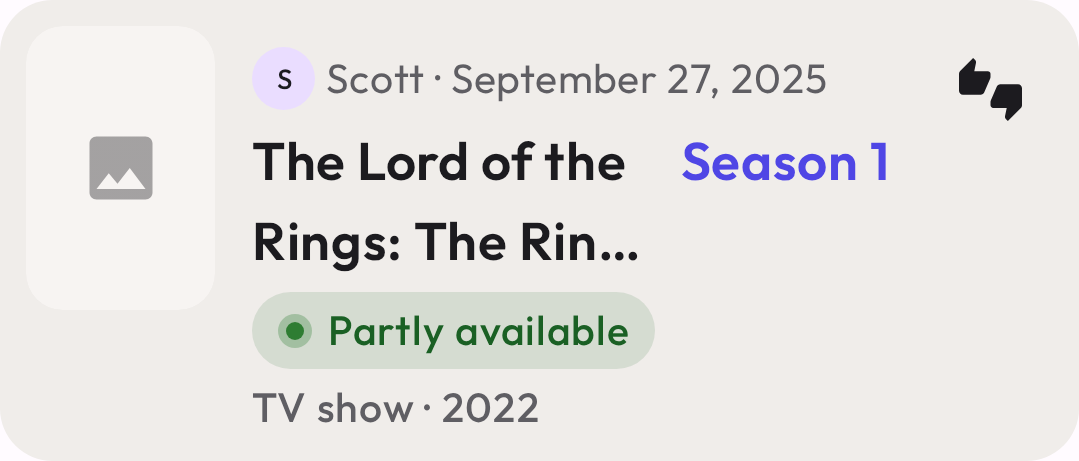 S Scott · September 27, 2025
The Lord of the Season 1
Rings: The Rin...
Partly available
TV show · 2022